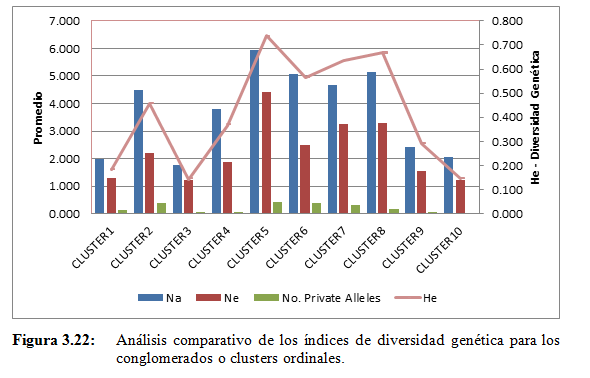 7.000
6.000
5.000
4.000
3.000
2.000
1.000
0.000
Promedio
0.800
0.700
0.600
0.500
0.400
0.300
0.200
0.100
0.000
He - Diversidad Genética
CLUSTER1
CLUSTER2
CLUSTER3
CLUSTER4
CLUSTER5
CLUSTER6
CLUSTER7
CLUSTER8
CLUSTER9
CLUSTER10
Na
Ne
No. Private Alleles
He
Figura 3.22: Análisis comparativo de los índices de diversidad genética para los
conglomerados o clusters ordinales.